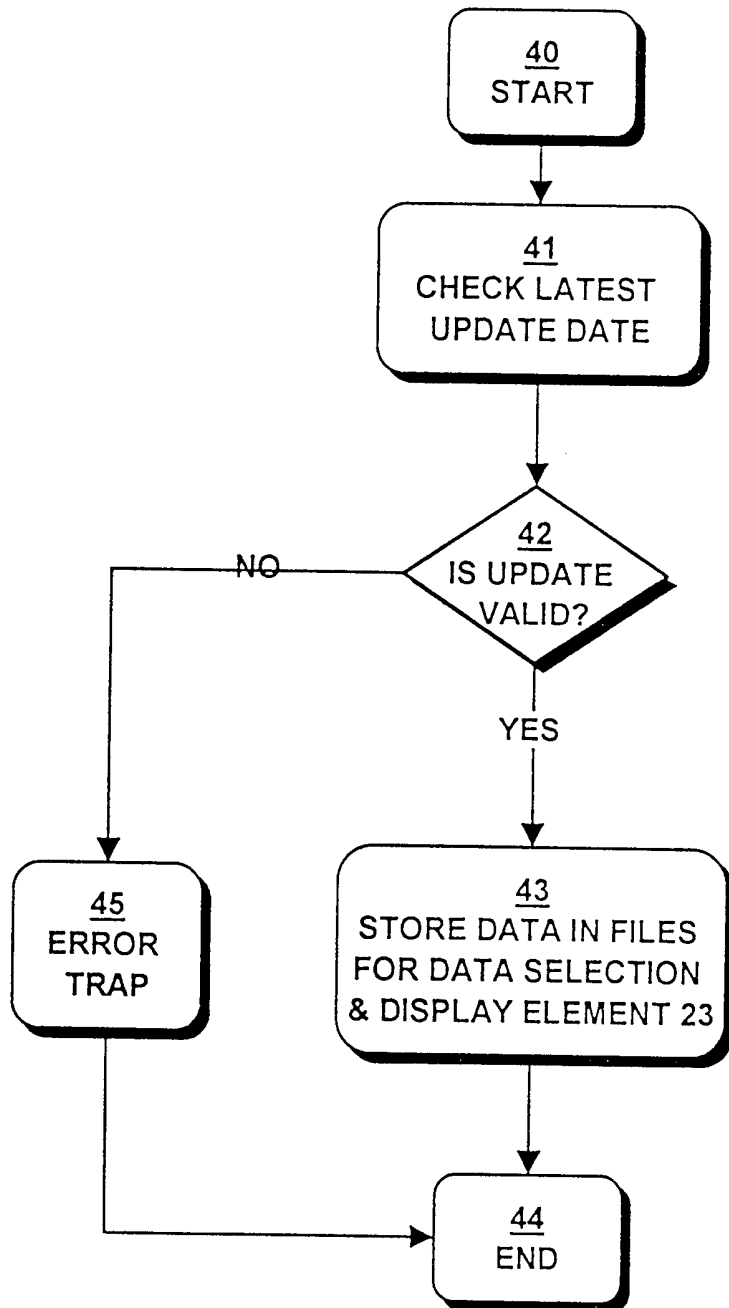 40
START
41
CHECK LATEST
UPDATE DATE
42
IS UPDATE
VALID?
NO
YES
45
ERROR
TRAP
43
STORE DATA IN FILES
FOR DATA SELECTION
& DISPLAY ELEMENT 23
44
END